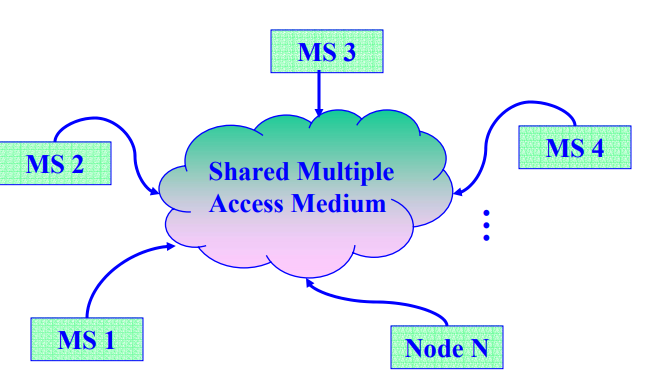 MS 3
MS 2
MS 4
Shared Multiple
Access Medium
MS 1
Node N